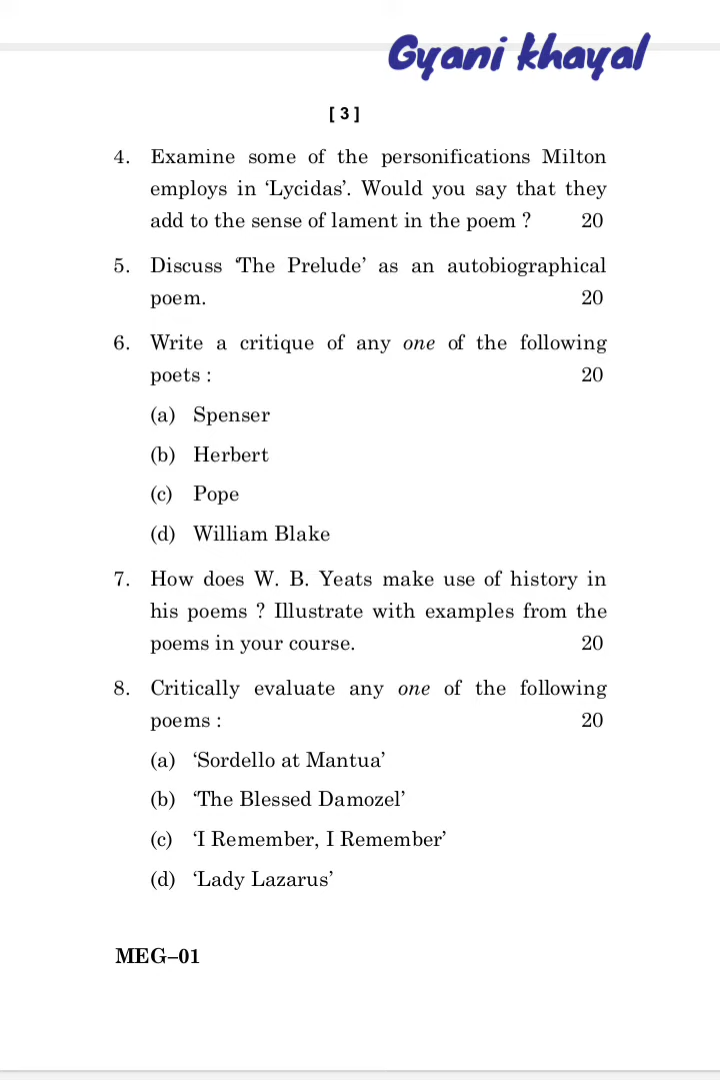 Gyani khayal
[ 3 ]
4. Examine some of the personifications Milton
employs in ‘Lycidas’. Would you say that they
add to the sense of lament in the poem ? 20
5. Discuss ‘The Prelude’ as an autobiographical
poem. 20
6. Write a critique of any one of the following
poets : 20
(a) Spenser
(b) Herbert
(c) Pope
(d) William Blake
7. How does W. B. Yeats make use of history in
his poems ? Illustrate with examples from the
poems in your course. 20
8. Critically evaluate any one of the following
poems : 20
(a) ‘Sordello at Mantua’
(b) ‘The Blessed Damozel’
(c) ‘I Remember, I Remember’
(d) ‘Lady Lazarus’
MEG–01